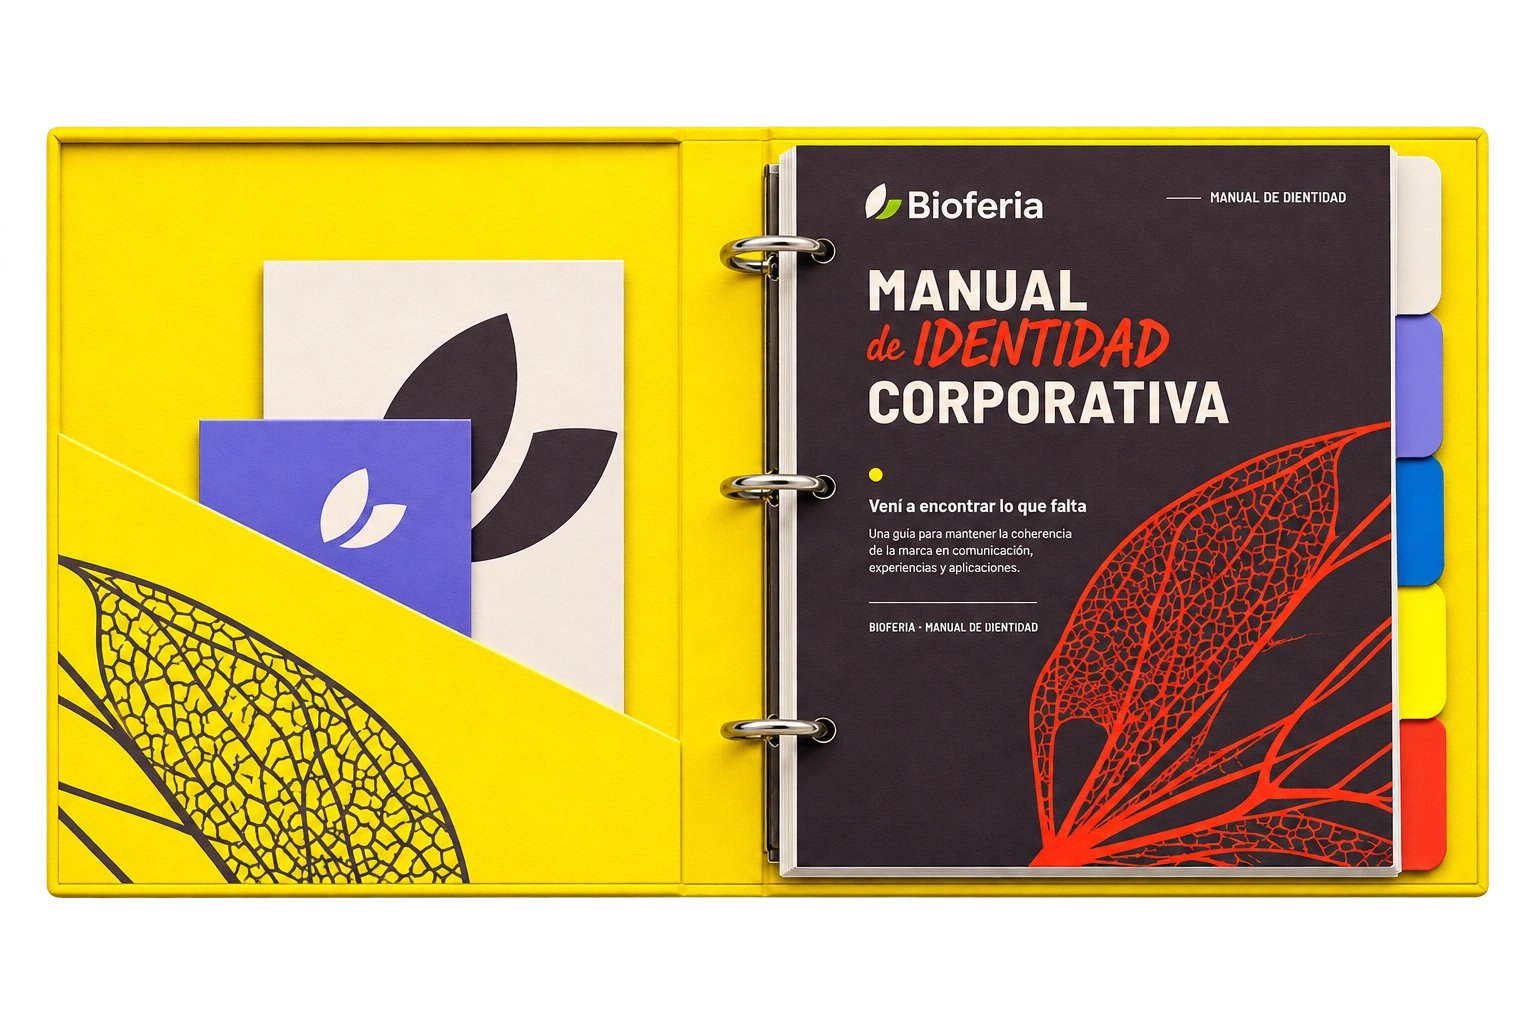 Bioferia
MANUAL DE DIENTIDAD
MANUAL
de IDENTIDAD
CORPORATIVA
Vení a encontrar lo que falta
Una guía para mantener la coherencia
de la marca en comunicación,
experiencias y aplicaciones.
BIOFERIA · MANUAL DE DIENTIDAD